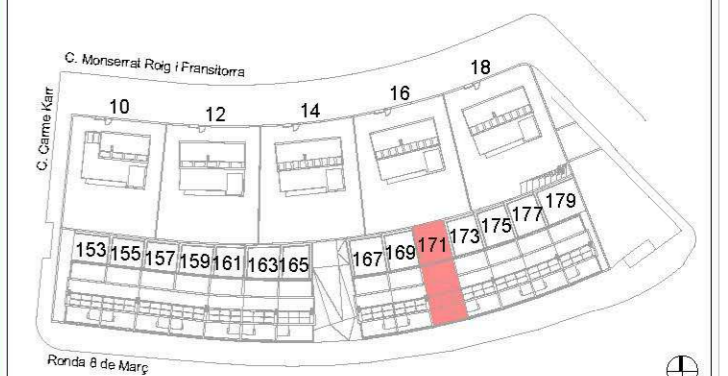 C. Monserrat Roig i Fransitorra
C. Carme Karr
10 12 14 16 18
153 155 157 159 161 163 165 167 169 171 173 175 177 179
Ronda 8 de Març